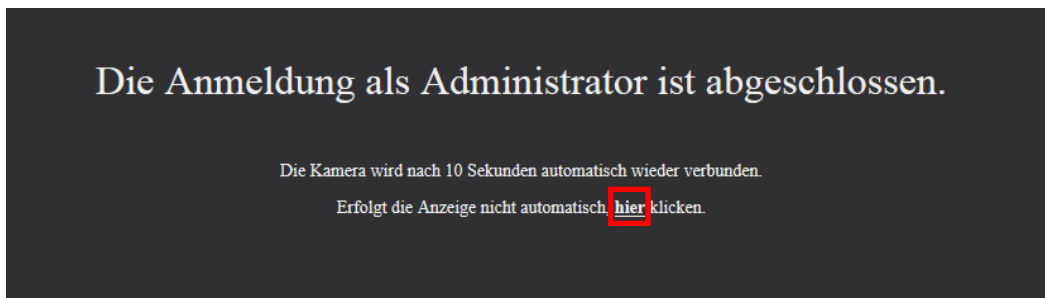 Die Anmeldung als Administrator ist abgeschlossen.
Die Kamera wird nach 10 Sekunden automatisch wieder verbunden.
Erfolgt die Anzeige nicht automatisch, hier klicken.